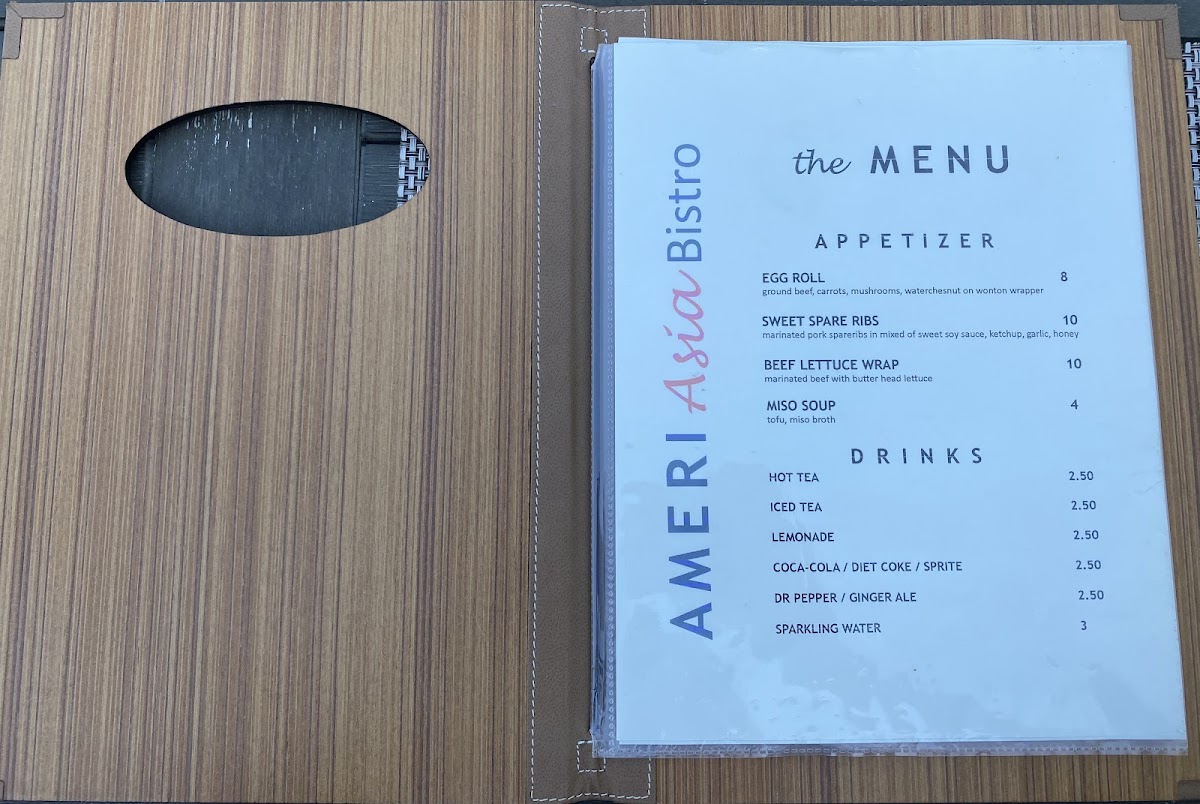 AMERI Asia Bistro
the MENU
APPETIZER
EGG ROLL 8
ground beef, carrots, mushrooms, waterchesnut on wonton wrapper
SWEET SPARE RIBS 10
marinated pork spareribs in mixed of sweet soy sauce, ketchup, garlic, honey
BEEF LETTUCE WRAP 10
marinated beef with butter head lettuce
MISO SOUP 4
tofu, miso broth
DRINKS
HOT TEA 2.50
ICED TEA 2.50
LEMONADE 2.50
COCA-COLA / DIET COKE / SPRITE 2.50
DR PEPPER / GINGER ALE 2.50
SPARKLING WATER 3